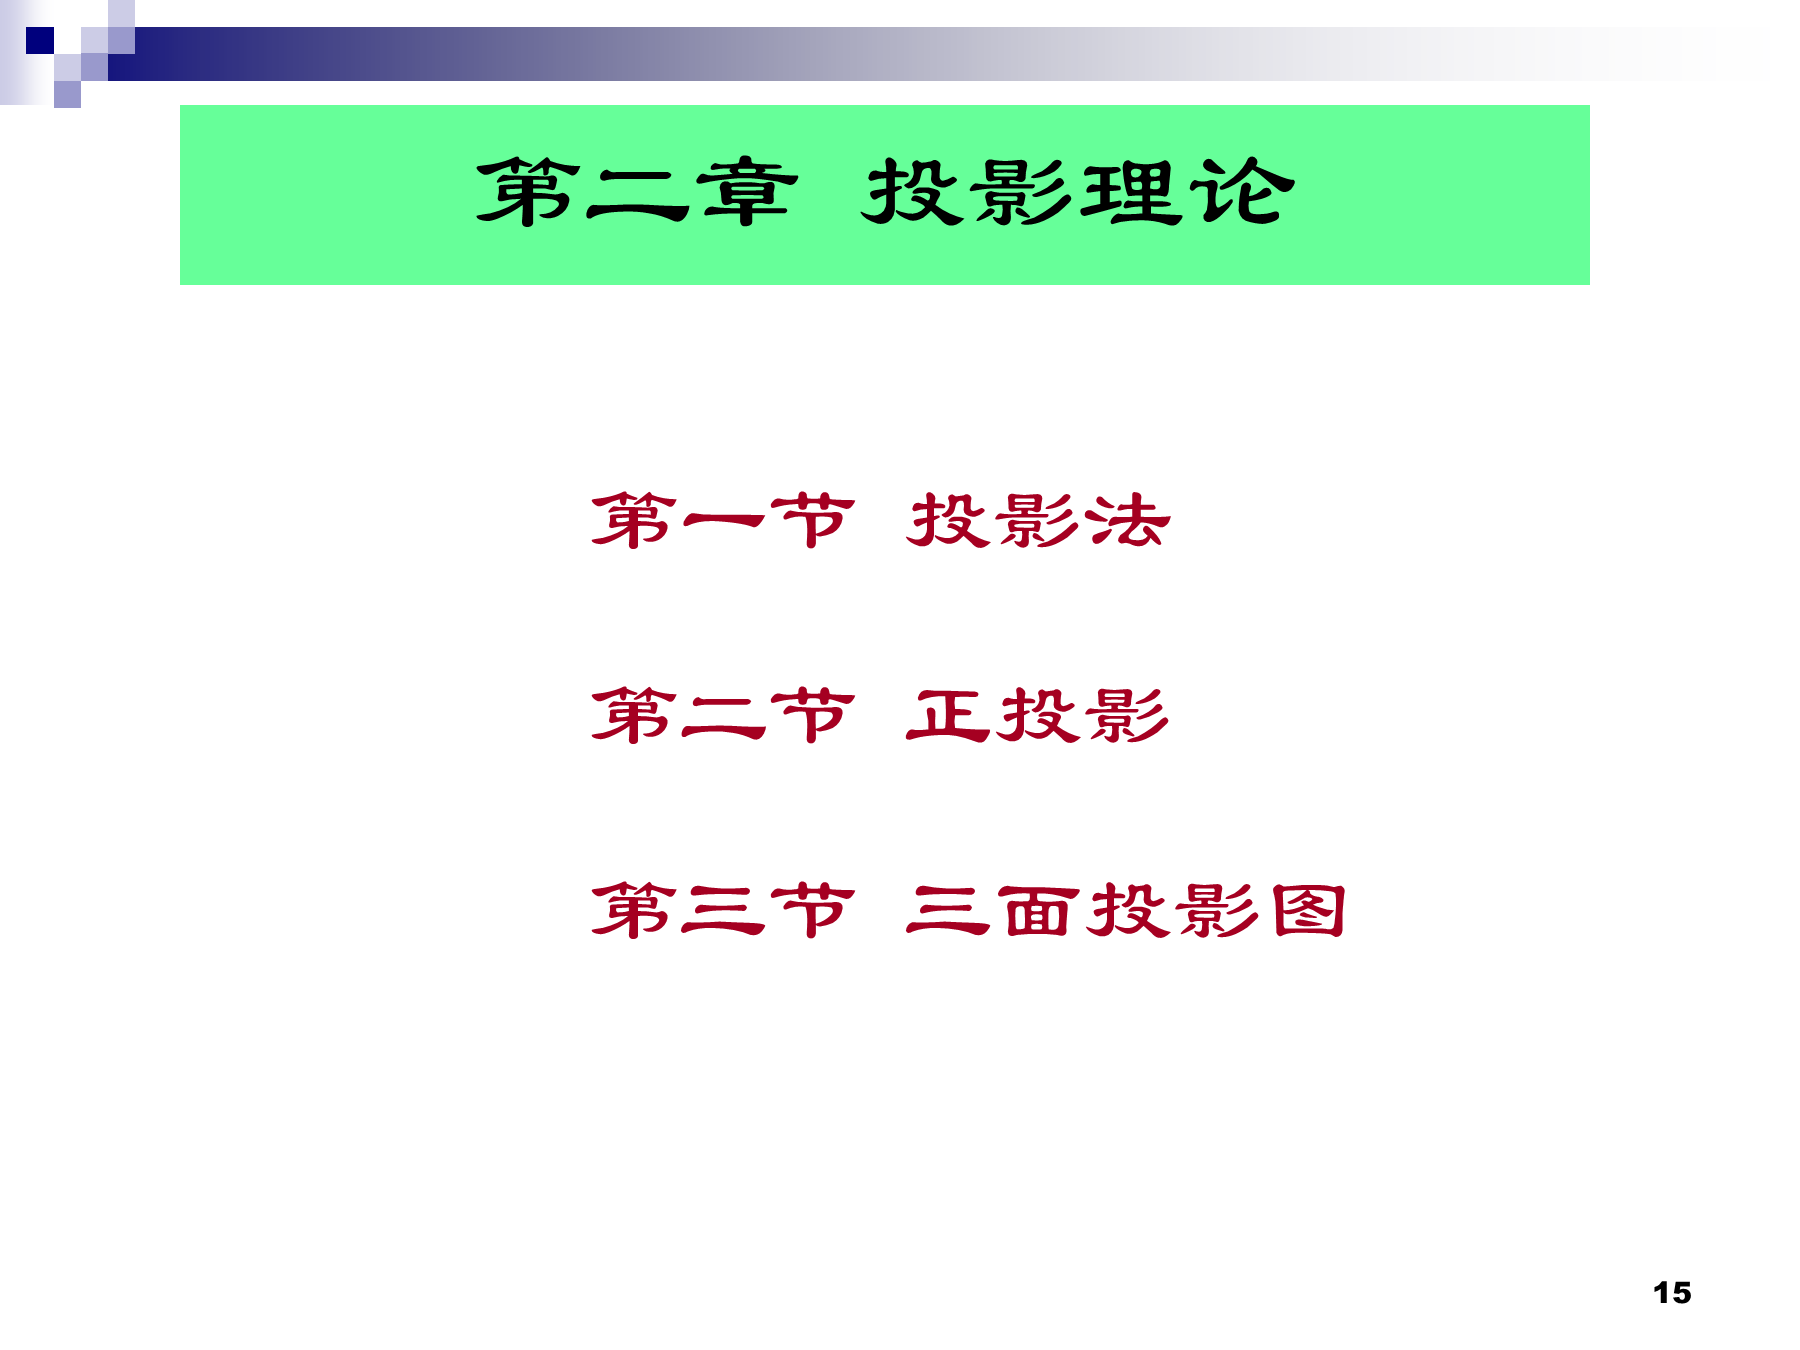 第二章 投影理论
第一节 投影法
第二节 正投影
第三节 三面投影图
15